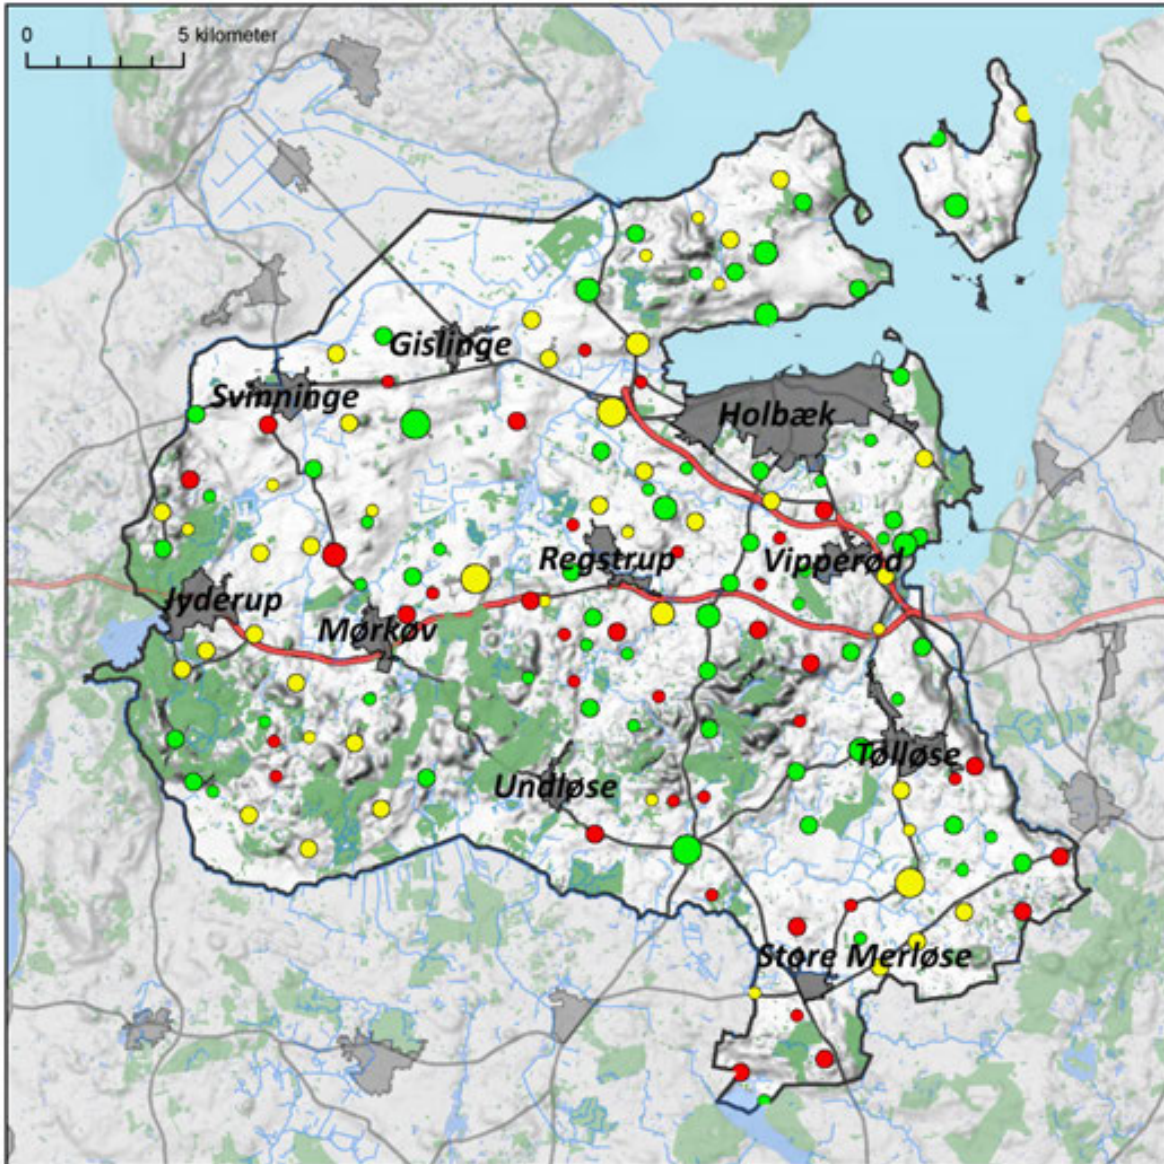 0 5 kilometer
Gislinge
Svinninge
Holbæk
Regstrup
Vipperød
Jyderup
Mørkøv
Tølløse
Undløse
Store Merløse